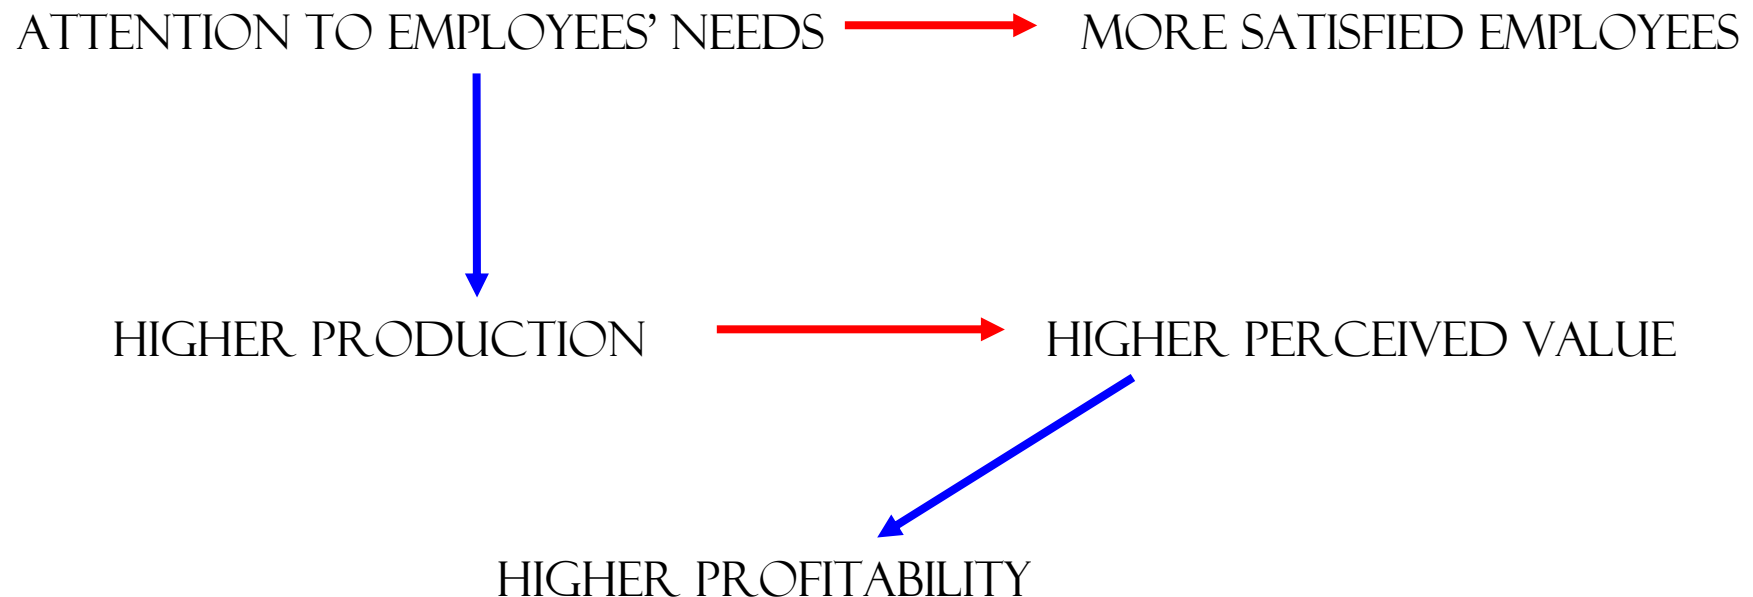 ATTENTION TO EMPLOYEES’ NEEDS
MORE SATISFIED EMPLOYEES
HIGHER PRODUCTION
HIGHER PERCEIVED VALUE
HIGHER PROFITABILITY